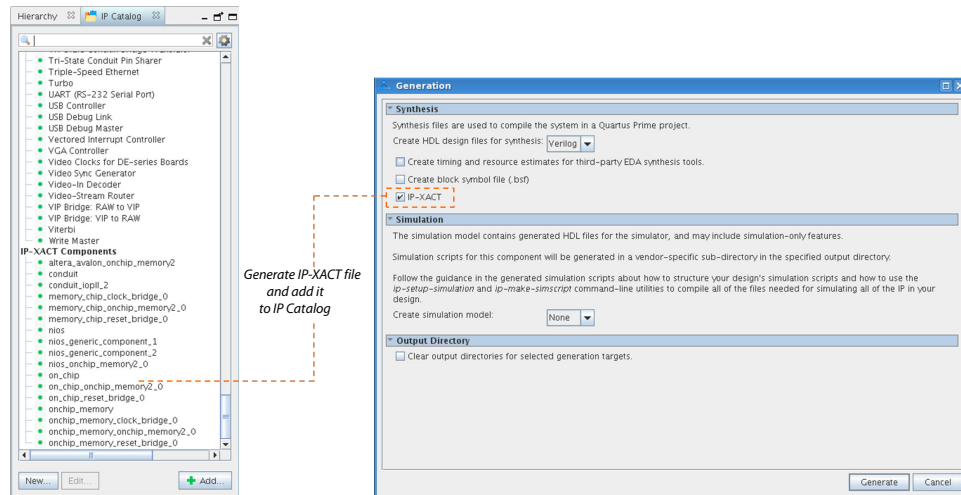 Hierarchy
IP Catalog
Tri-State Conduit Pin Sharer
Triple-Speed Ethernet
Turbo
UART (RS-232 Serial Port)
USB Controller
USB Debug Link
USB Debug Master
Vectored Interrupt Controller
VGA Controller
Video Clocks for DE-series Boards
Video Sync Generator
Video-In Decoder
Video-Stream Router
VIP Bridge: RAW to VIP
VIP Bridge: VIP to RAW
Viterbi
Write Master
IP-XACT Components
altera_avalon_onchip_memory2
conduit
conduit_iopll_2
memory_chip_clock_bridge_0
memory_chip_onchip_memory2_0
memory_chip_reset_bridge_0
nios
nios_generic_component_1
nios_generic_component_2
nios_onchip_memory2_0
on_chip
on_chip_onchip_memory2_0
on_chip_reset_bridge_0
onchip_memory
onchip_memory_clock_bridge_0
onchip_memory_onchip_memory2_0
onchip_memory_reset_bridge_0
New...
Edit...
Add...
Generate IP-XACT file
and add it
to IP Catalog
Generation
Synthesis
Synthesis files are used to compile the system in a Quartus Prime project.
Create HDL design files for synthesis: Verilog
Create timing and resource estimates for third-party EDA synthesis tools.
Create block symbol file (.bsf)
IP-XACT
Simulation
The simulation model contains generated HDL files for the simulator, and may include simulation-only features.
Simulation scripts for this component will be generated in a vendor-specific sub-directory in the specified output directory.
Follow the guidance in the generated simulation scripts about how to structure your design's simulation scripts and how to use the
ip-setup-simulation and ip-make-simscript command-line utilities to compile all of the files needed for simulating all of the IP in your
design.
Create simulation model: None
Output Directory
Clear output directories for selected generation targets.
Generate
Cancel